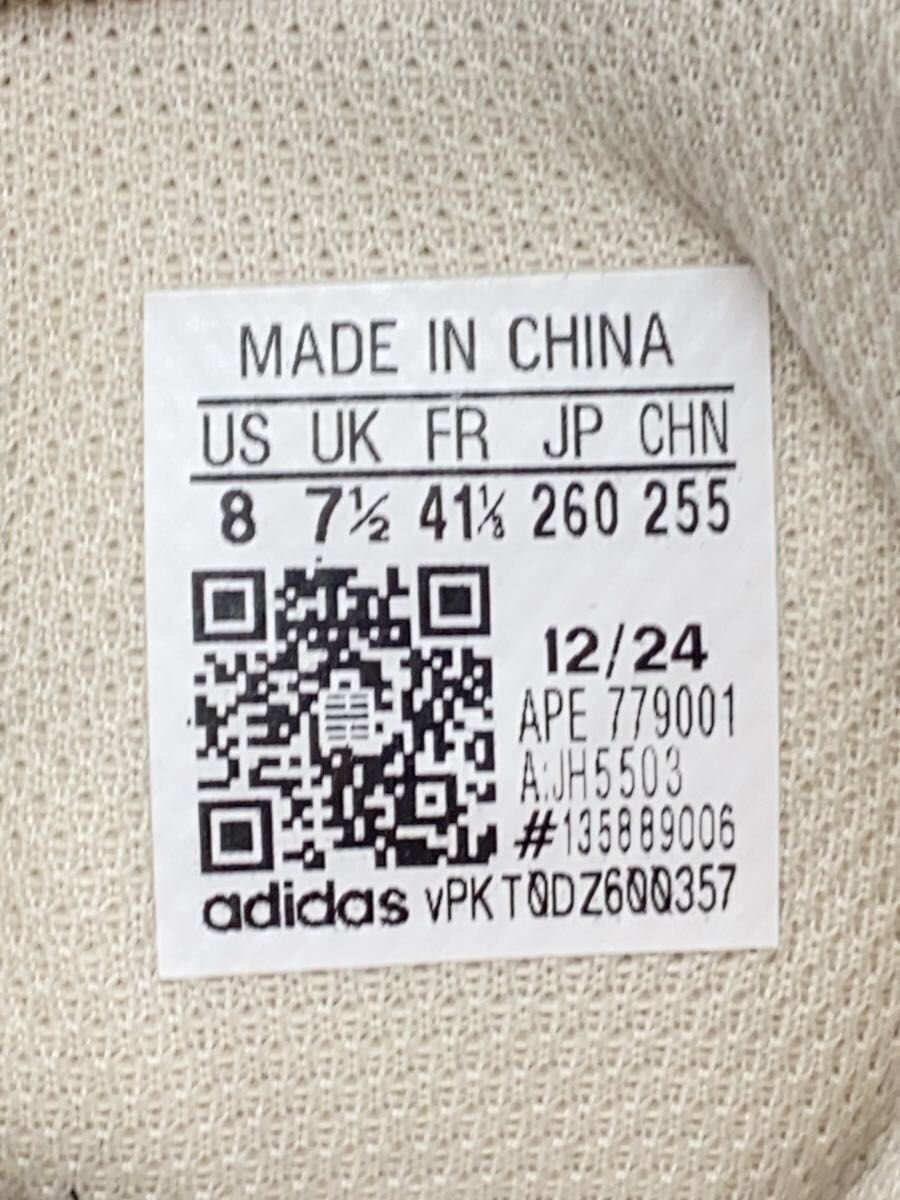 MADE IN CHINA
US UK FR JP CHN
8 7½ 41⅓ 260 255
12/24
APE 779001
A:JH5503
#135889006
adidas vPKT0DZ600357